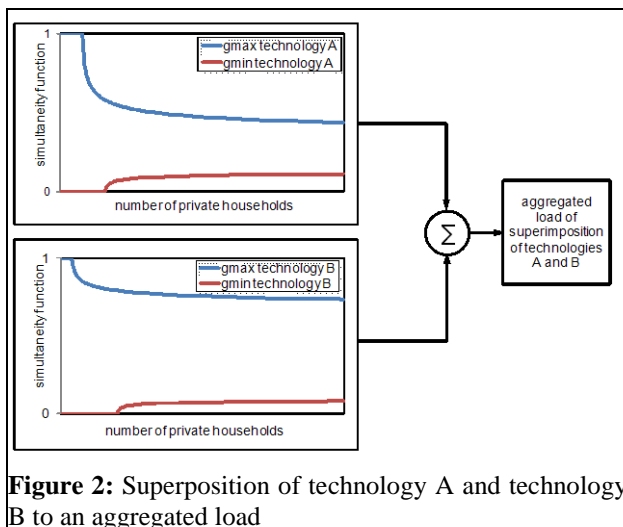 1
simultaneity function
0
gmax technology A
gmin technology A
number of private households
1
simultaneity function
0
gmax technology B
gmin technology B
number of private households
Σ
aggregated
load of
superimposition
of technologies
A and B
Figure 2: Superposition of technology A and technology
B to an aggregated load